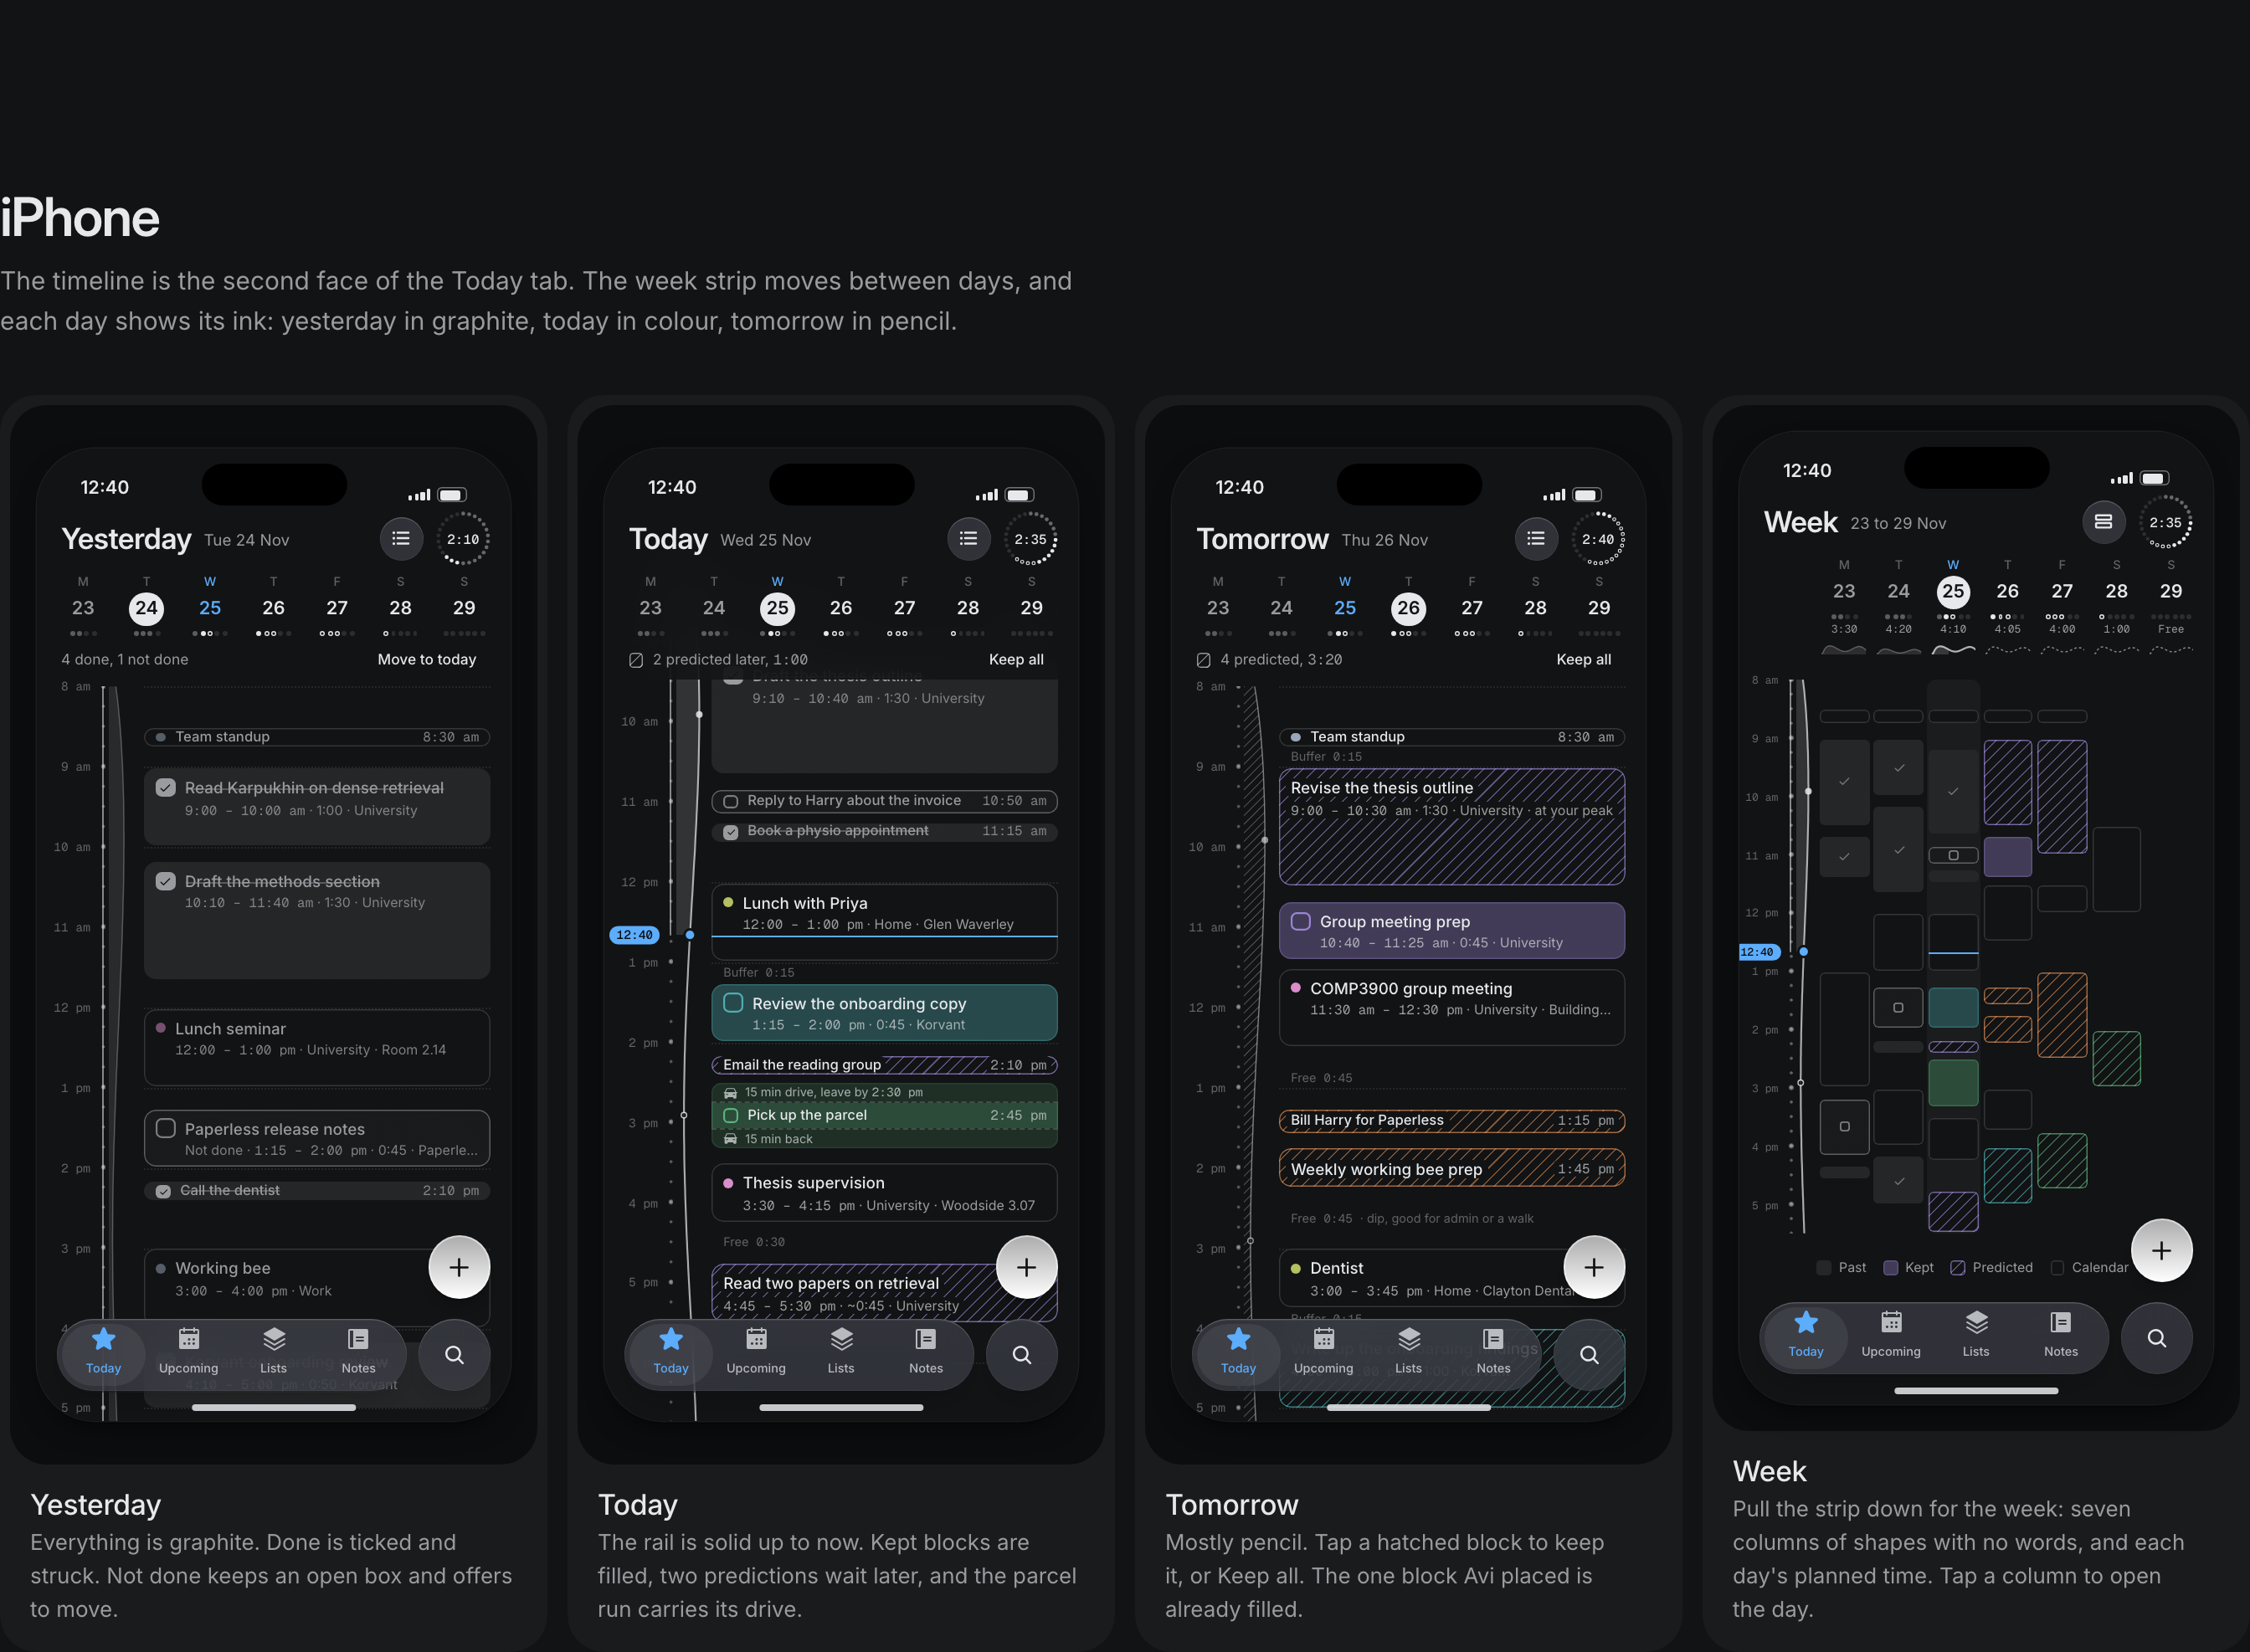 iPhone
The timeline is the second face of the Today tab. The week strip moves between days, and
each day shows its ink: yesterday in graphite, today in colour, tomorrow in pencil.
12:40
Yesterday Tue 24 Nov
2:10
M T W T F S S
23 24 25 26 27 28 29
4 done, 1 not done Move to today
8 am
Team standup 8:30 am
9 am
Read Karpukhin on dense retrieval
9:00 – 10:00 am · 1:00 · University
10 am
Draft the methods section
10:10 – 11:40 am · 1:30 · University
11 am
12 pm
Lunch seminar
12:00 – 1:00 pm · University · Room 2.14
1 pm
Paperless release notes
Not done · 1:15 – 2:00 pm · 0:45 · Paperle...
2 pm
Call the dentist 2:10 pm
3 pm
Working bee
3:00 – 4:00 pm · Work
4
4:10 – 5:00 pm · 0:50 · Korvant
Today Upcoming Lists Notes
5 pm
Yesterday
Everything is graphite. Done is ticked and
struck. Not done keeps an open box and offers
to move.
12:40
Today Wed 25 Nov
2:35
M T W T F S S
23 24 25 26 27 28 29
2 predicted later, 1:00 Keep all
Draft the thesis outline
9:10 – 10:40 am · 1:30 · University
10 am
11 am
Reply to Harry about the invoice 10:50 am
Book a physio appointment 11:15 am
12 pm
Lunch with Priya
12:00 – 1:00 pm · Home · Glen Waverley
12:40
1 pm
Buffer 0:15
Review the onboarding copy
1:15 – 2:00 pm · 0:45 · Korvant
2 pm
Email the reading group 2:10 pm
15 min drive, leave by 2:30 pm
3 pm
Pick up the parcel 2:45 pm
15 min back
Thesis supervision
3:30 – 4:15 pm · University · Woodside 3.07
4 pm
Free 0:30
5 pm
Read two papers on retrieval
4:45 – 5:30 pm · ~0:45 · University
Today Upcoming Lists Notes
Today
The rail is solid up to now. Kept blocks are
filled, two predictions wait later, and the parcel
run carries its drive.
12:40
Tomorrow Thu 26 Nov
2:40
M T W T F S S
23 24 25 26 27 28 29
4 predicted, 3:20 Keep all
8 am
Team standup 8:30 am
Buffer 0:15
9 am
Revise the thesis outline
9:00 – 10:30 am · 1:30 · University · at your peak
10 am
Group meeting prep
10:40 – 11:25 am · 0:45 · University
11 am
COMP3900 group meeting
11:30 am – 12:30 pm · University · Building...
12 pm
Free 0:45
1 pm
Bill Harry for Paperless 1:15 pm
2 pm
Weekly working bee prep 1:45 pm
Free 0:45 · dip, good for admin or a walk
3 pm
Dentist
3:00 – 3:45 pm · Home · Clayton Dental
Buffer 0:15
4
Today Upcoming Lists Notes
5 pm
Tomorrow
Mostly pencil. Tap a hatched block to keep
it, or Keep all. The one block Avi placed is
already filled.
12:40
Week 23 to 29 Nov
2:35
M T W T F S S
23 24 25 26 27 28 29
3:30 4:20 4:10 4:05 4:00 1:00 Free
8 am
9 am
10 am
11 am
12 pm
12:40
1 pm
2 pm
3 pm
4 pm
5 pm
Past Kept Predicted Calendar
Today Upcoming Lists Notes
Week
Pull the strip down for the week: seven
columns of shapes with no words, and each
day's planned time. Tap a column to open
the day.